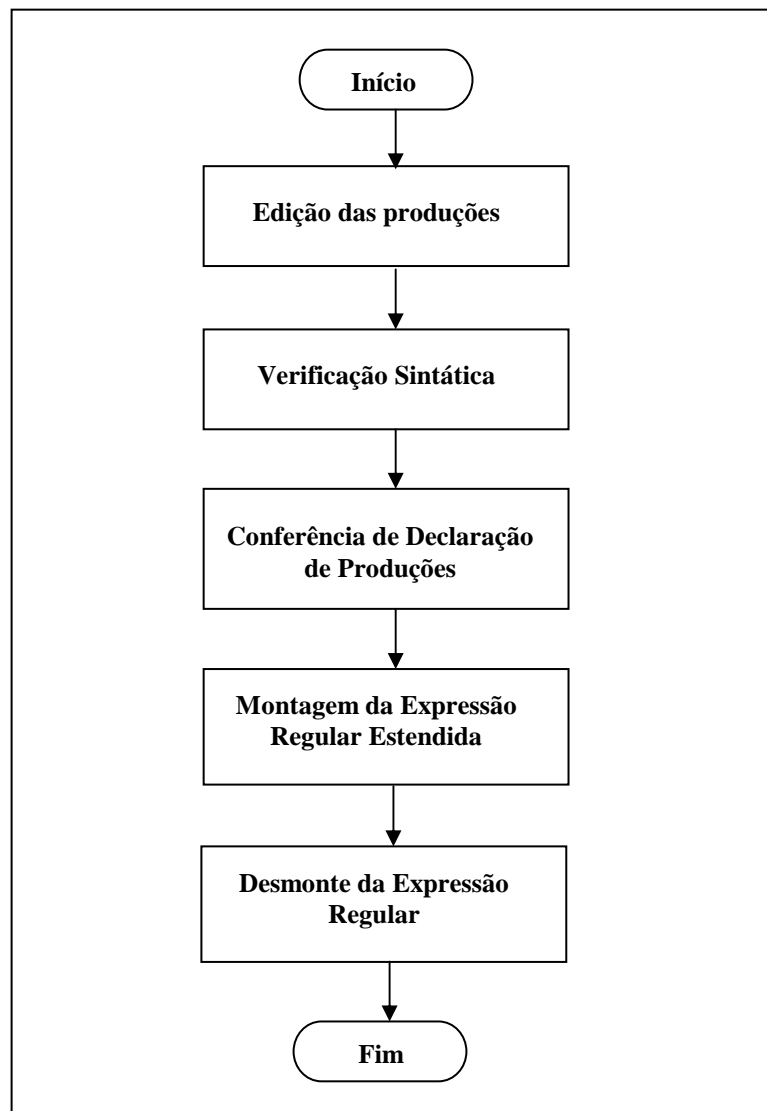 Início
Edição das produções
Verificação Sintática
Conferência de Declaração
de Produções
Montagem da Expressão
Regular Estendida
Desmonte da Expressão
Regular
Fim